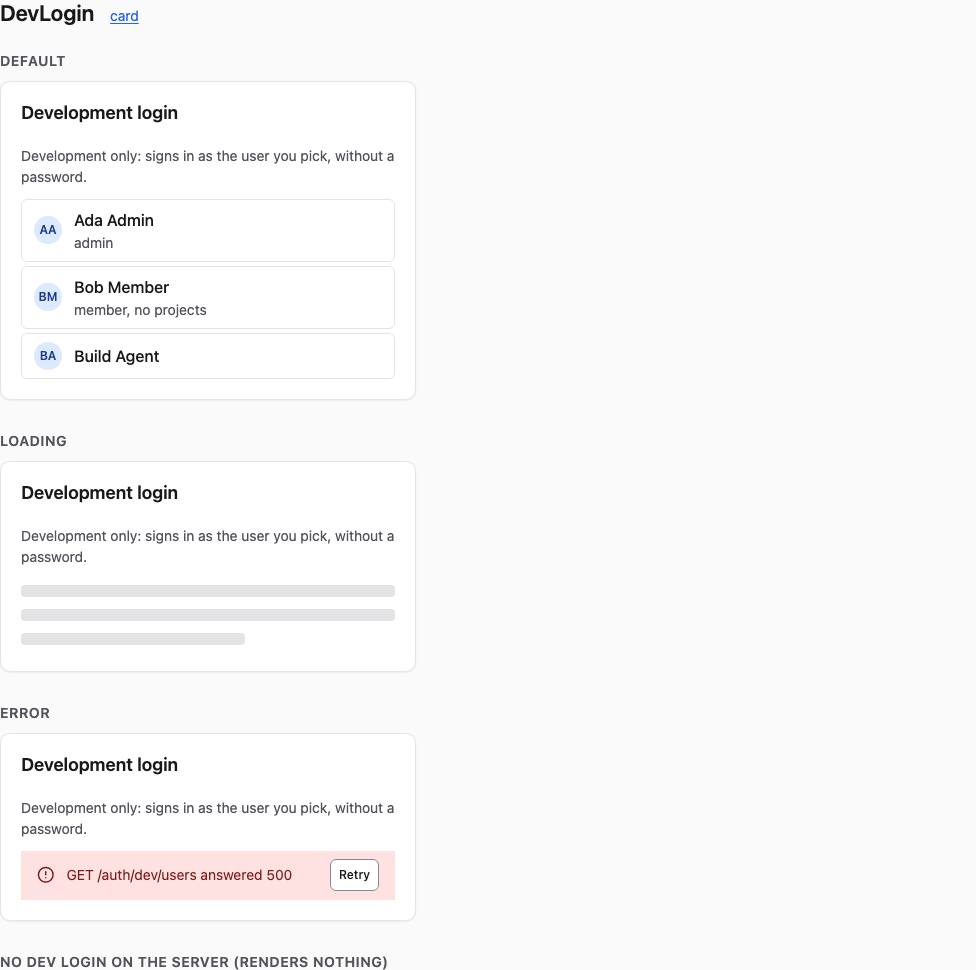 DevLogin card
DEFAULT
Development login
Development only: signs in as the user you pick, without a
password.
AA Ada Admin
admin
BM Bob Member
member, no projects
BA Build Agent
LOADING
Development login
Development only: signs in as the user you pick, without a
password.
ERROR
Development login
Development only: signs in as the user you pick, without a
password.
GET /auth/dev/users answered 500 Retry
NO DEV LOGIN ON THE SERVER (RENDERS NOTHING)